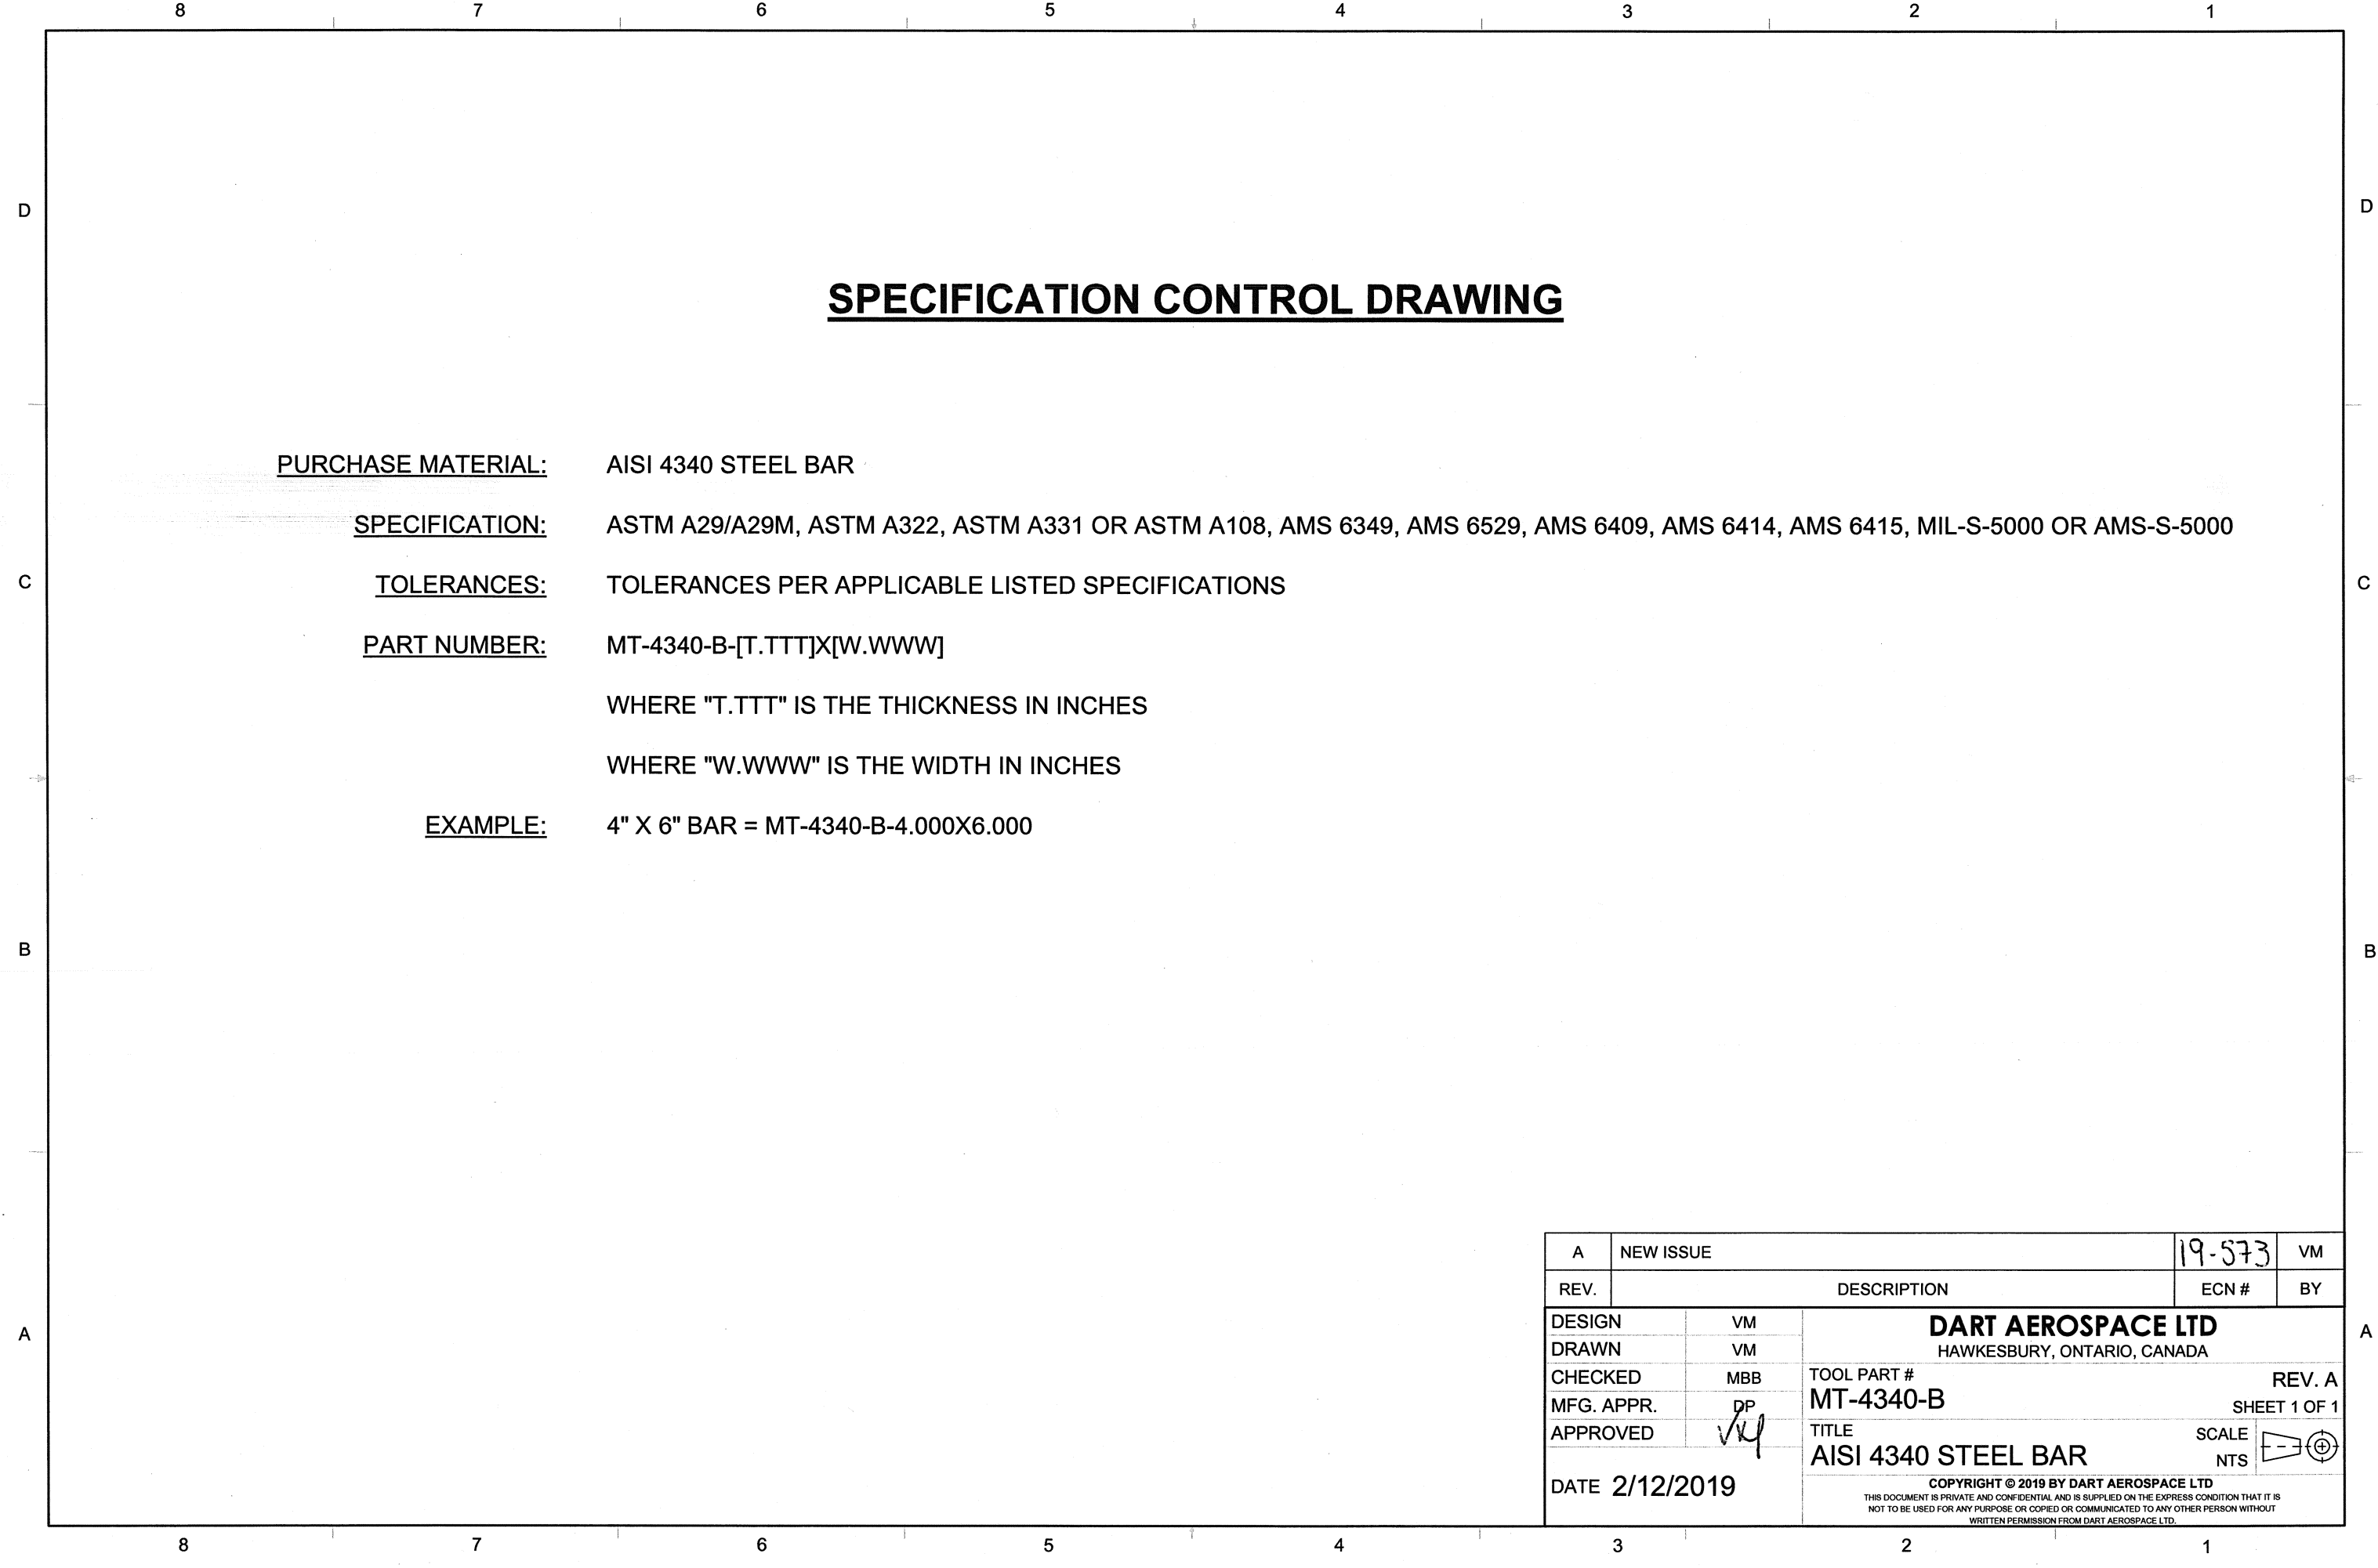 8 7 6 5 4 3 2 1
D D
SPECIFICATION CONTROL DRAWING
PURCHASE MATERIAL: AISI 4340 STEEL BAR
SPECIFICATION: ASTM A29/A29M, ASTM A322, ASTM A331 OR ASTM A108, AMS 6349, AMS 6529, AMS 6409, AMS 6414, AMS 6415, MIL-S-5000 OR AMS-S-5000
C C
TOLERANCES: TOLERANCES PER APPLICABLE LISTED SPECIFICATIONS
PART NUMBER: MT-4340-B-[T.TTT]X[W.WWW]
WHERE "T.TTT" IS THE THICKNESS IN INCHES
WHERE "W.WWW" IS THE WIDTH IN INCHES
EXAMPLE: 4" X 6" BAR = MT-4340-B-4.000X6.000
B B
A NEW ISSUE 19-573 VM
REV. DESCRIPTION ECN # BY
A A
DESIGN VM
DRAWN VM
CHECKED MBB
MFG. APPR. DP
APPROVED
DATE 2/12/2019
DART AEROSPACE LTD
HAWKESBURY, ONTARIO, CANADA
TOOL PART # REV. A
MT-4340-B SHEET 1 OF 1
TITLE SCALE
AISI 4340 STEEL BAR NTS
COPYRIGHT © 2019 BY DART AEROSPACE LTD
THIS DOCUMENT IS PRIVATE AND CONFIDENTIAL AND IS SUPPLIED ON THE EXPRESS CONDITION THAT IT IS
NOT TO BE USED FOR ANY PURPOSE OR COPIED OR COMMUNICATED TO ANY OTHER PERSON WITHOUT
WRITTEN PERMISSION FROM DART AEROSPACE LTD.
8 7 6 5 4 3 2 1